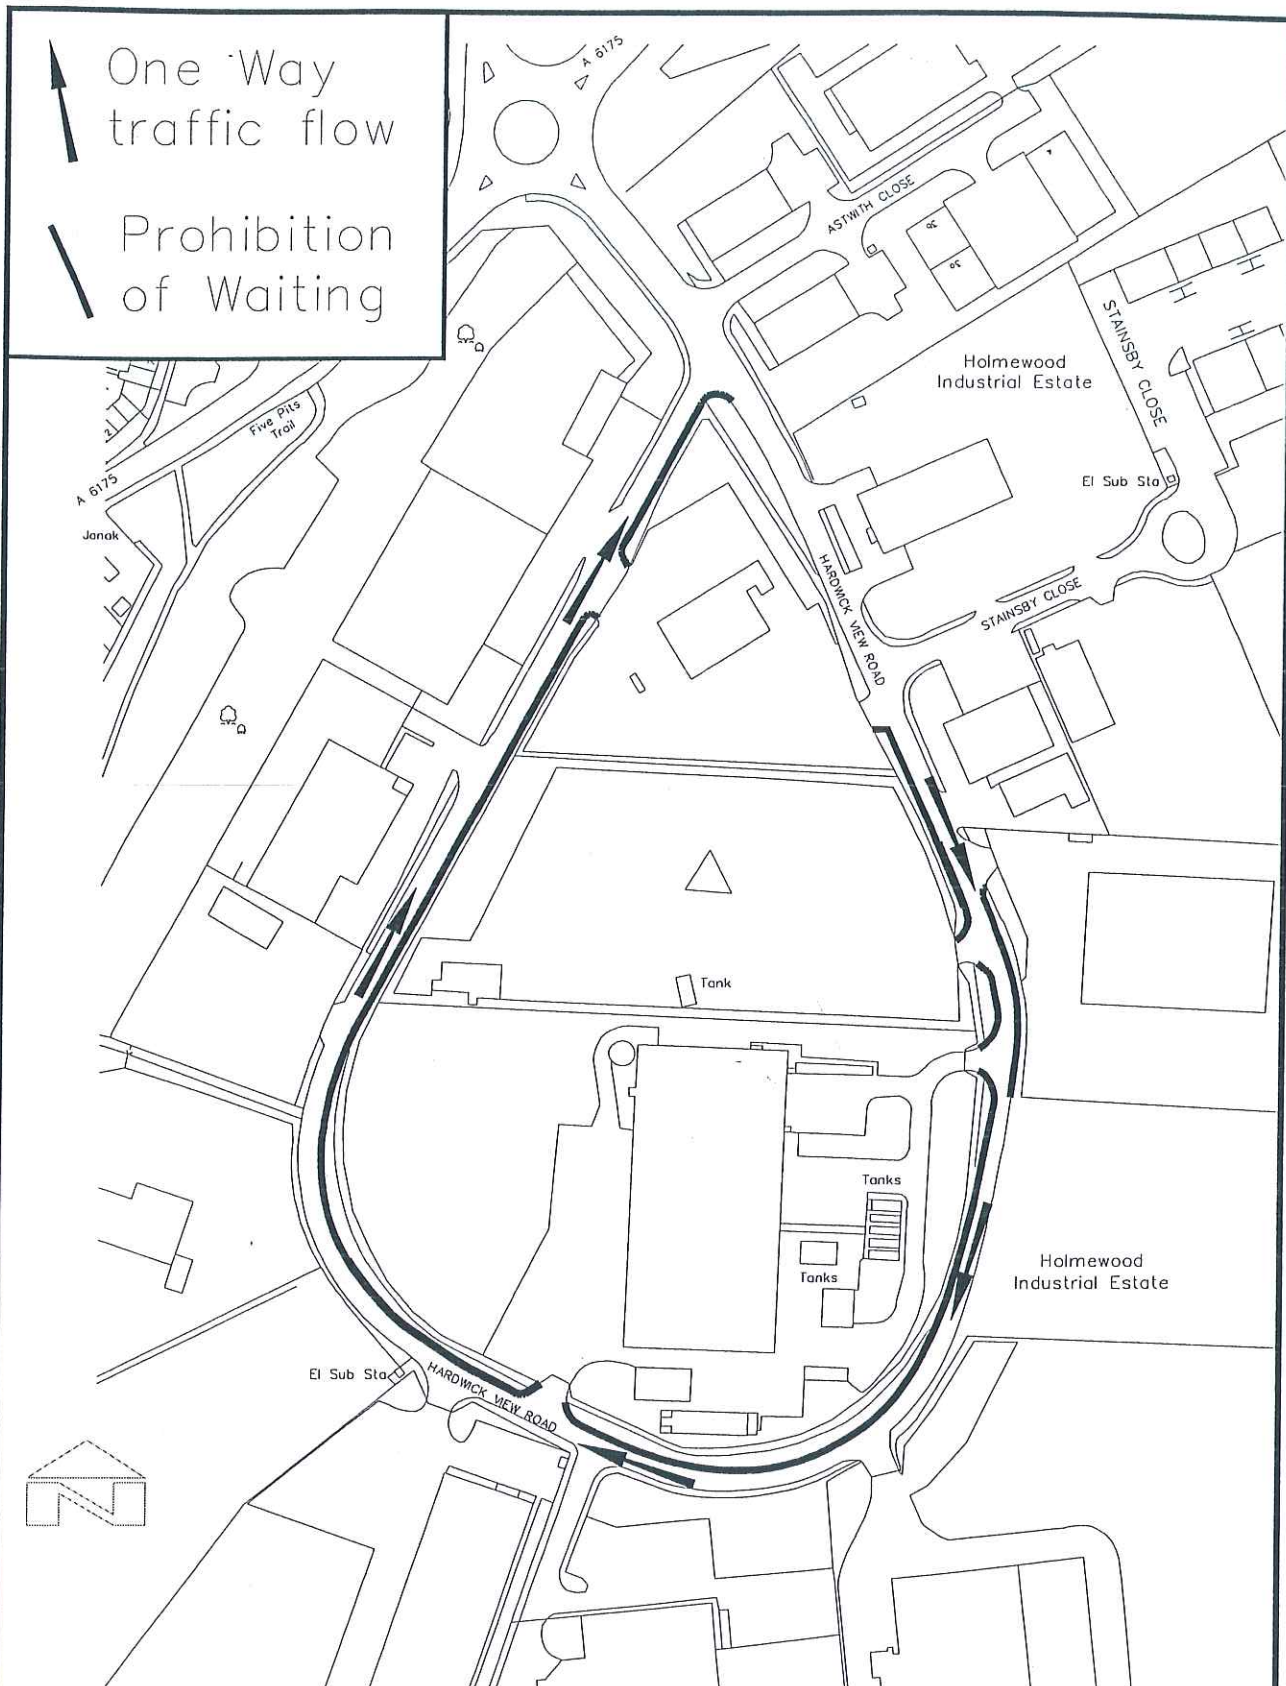 One Way
traffic flow
Prohibition
of Waiting
A 6175
ASTWITH CLOSE
3b
3a
STAINSBY CLOSE
Holmewood
Industrial Estate
Five Pits
Trail
A 6175
El Sub Sta
Janak
HARDWICK VIEW ROAD
STAINSBY CLOSE
Tank
Tanks
Tanks
Holmewood
Industrial Estate
El Sub Sta
HARDWICK VIEW ROAD
N